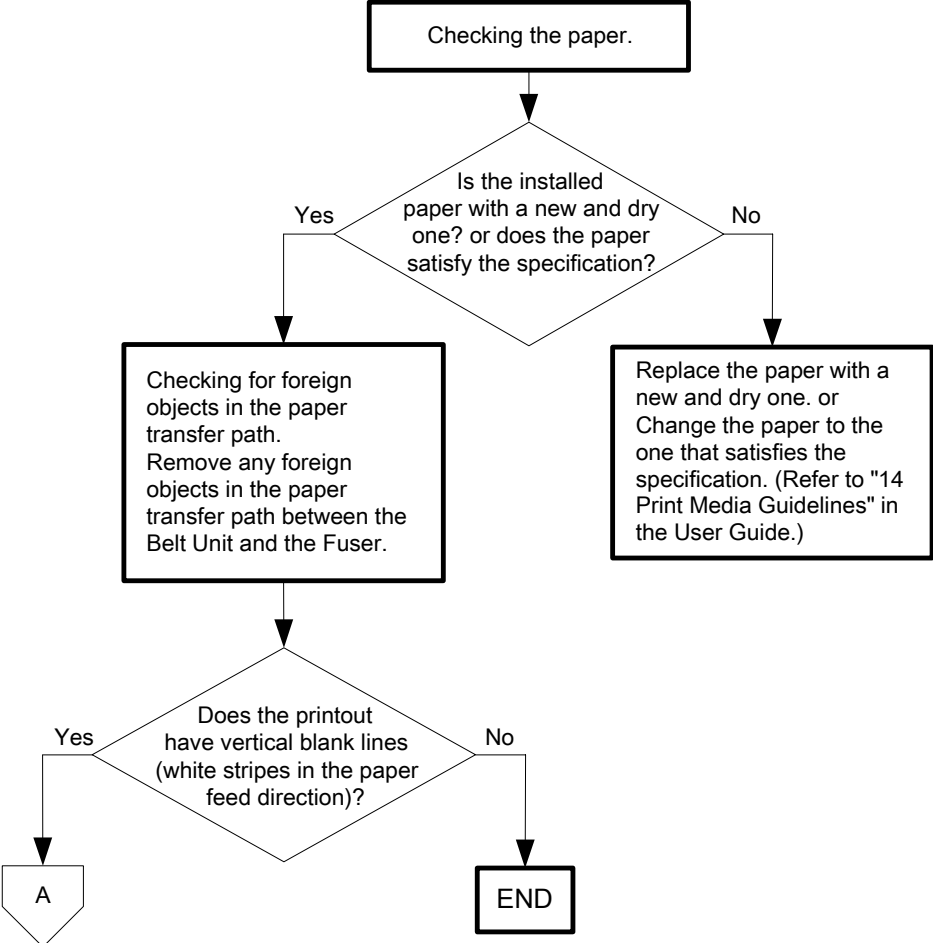 Checking the paper.
Is the installed
paper with a new and dry
one? or does the paper
satisfy the specification?
Yes
No
Checking for foreign
objects in the paper
transfer path.
Remove any foreign
objects in the paper
transfer path between the
Belt Unit and the Fuser.
Replace the paper with a
new and dry one. or
Change the paper to the
one that satisfies the
specification. (Refer to "14
Print Media Guidelines" in
the User Guide.)
Does the printout
have vertical blank lines
(white stripes in the paper
feed direction)?
Yes
No
A
END